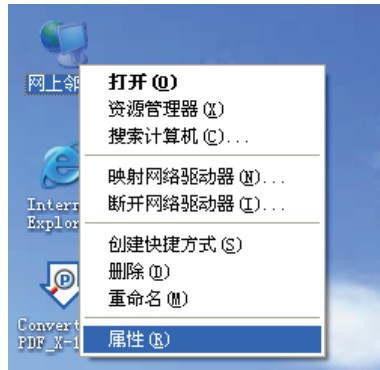 网上邻
打开(O)
资源管理器(X)
搜索计算机(C)...
映射网络驱动器(N)...
断开网络驱动器(I)...
Intern
Explor
创建快捷方式(S)
删除(D)
重命名(M)
Convert
PDF_X-1
属性(R)